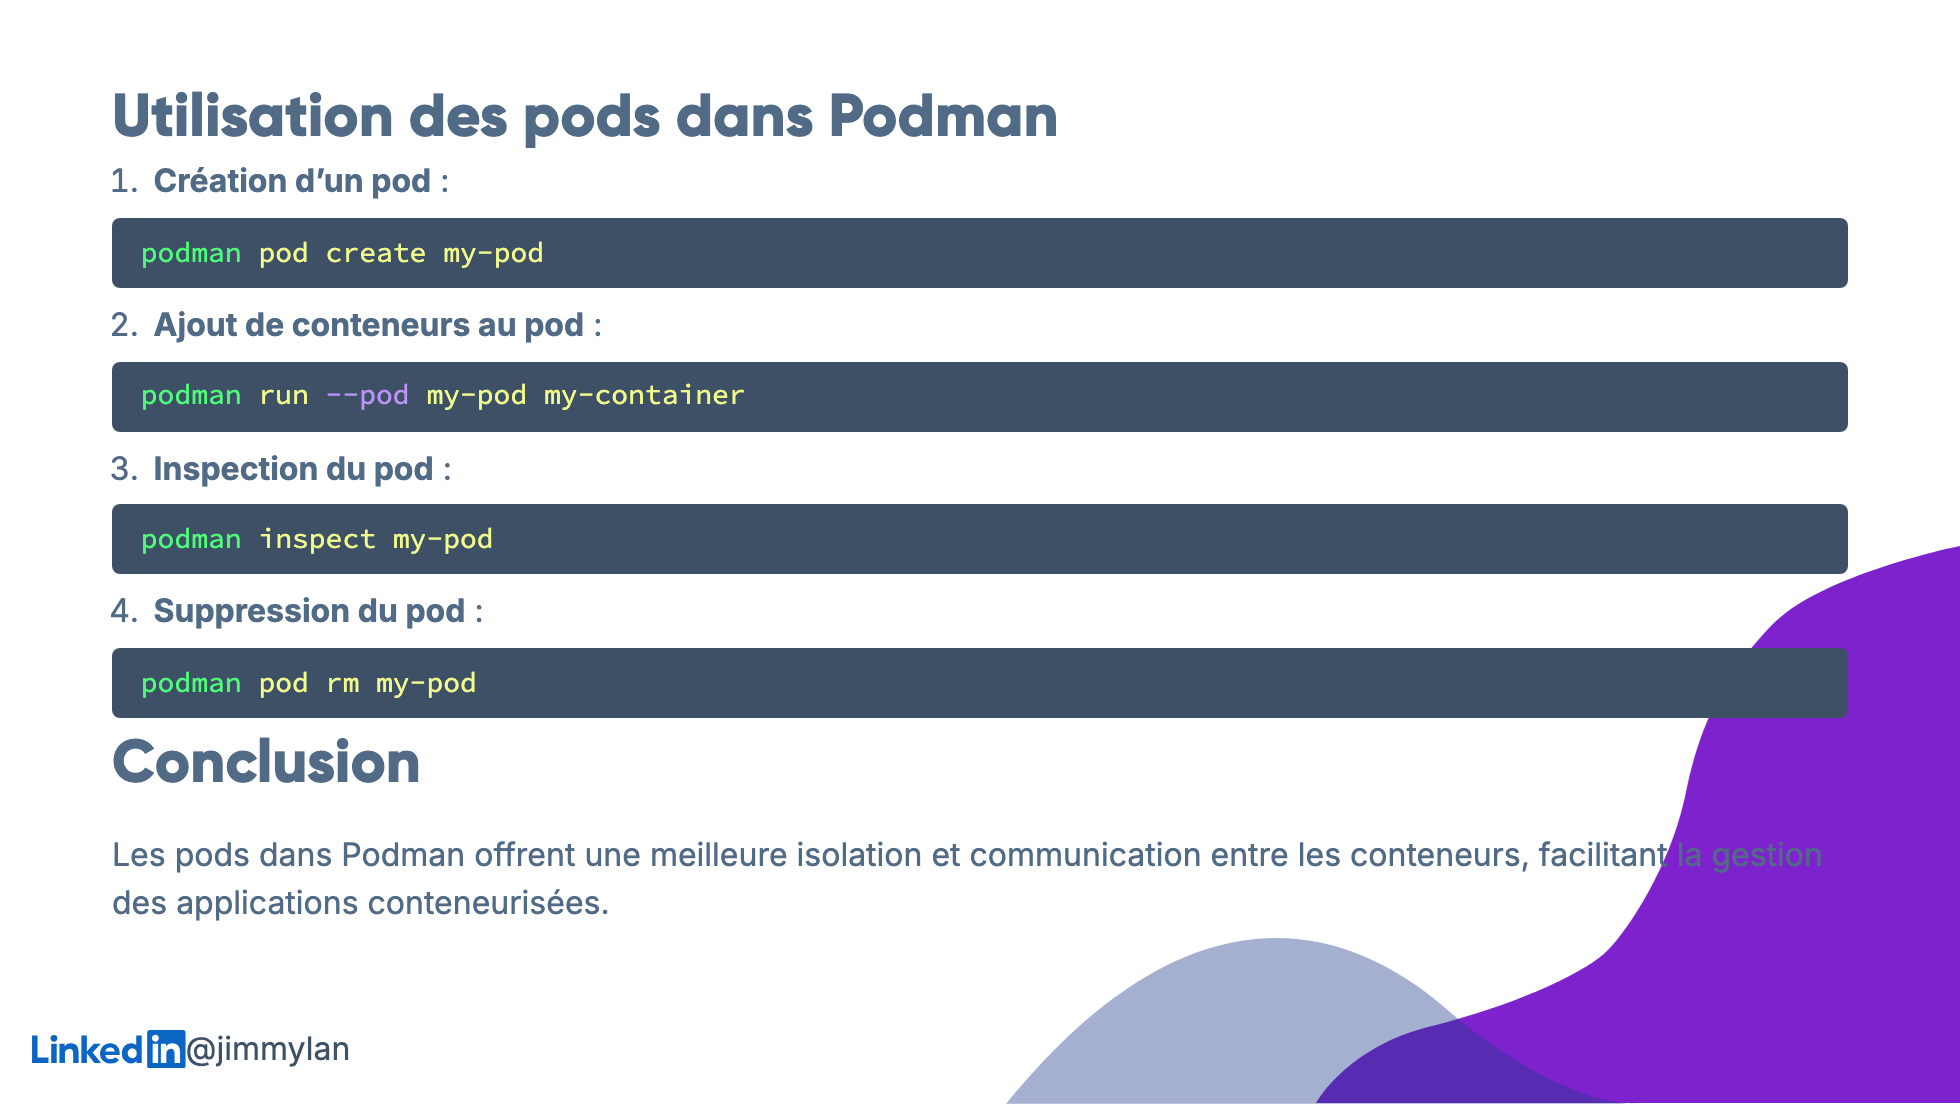 Utilisation des pods dans Podman
1. Création d’un pod :
podman pod create my-pod
2. Ajout de conteneurs au pod :
podman run --pod my-pod my-container
3. Inspection du pod :
podman inspect my-pod
4. Suppression du pod :
podman pod rm my-pod
Conclusion
Les pods dans Podman offrent une meilleure isolation et communication entre les conteneurs, facilitant la gestion
des applications conteneurisées.
Linked in @jimmylan